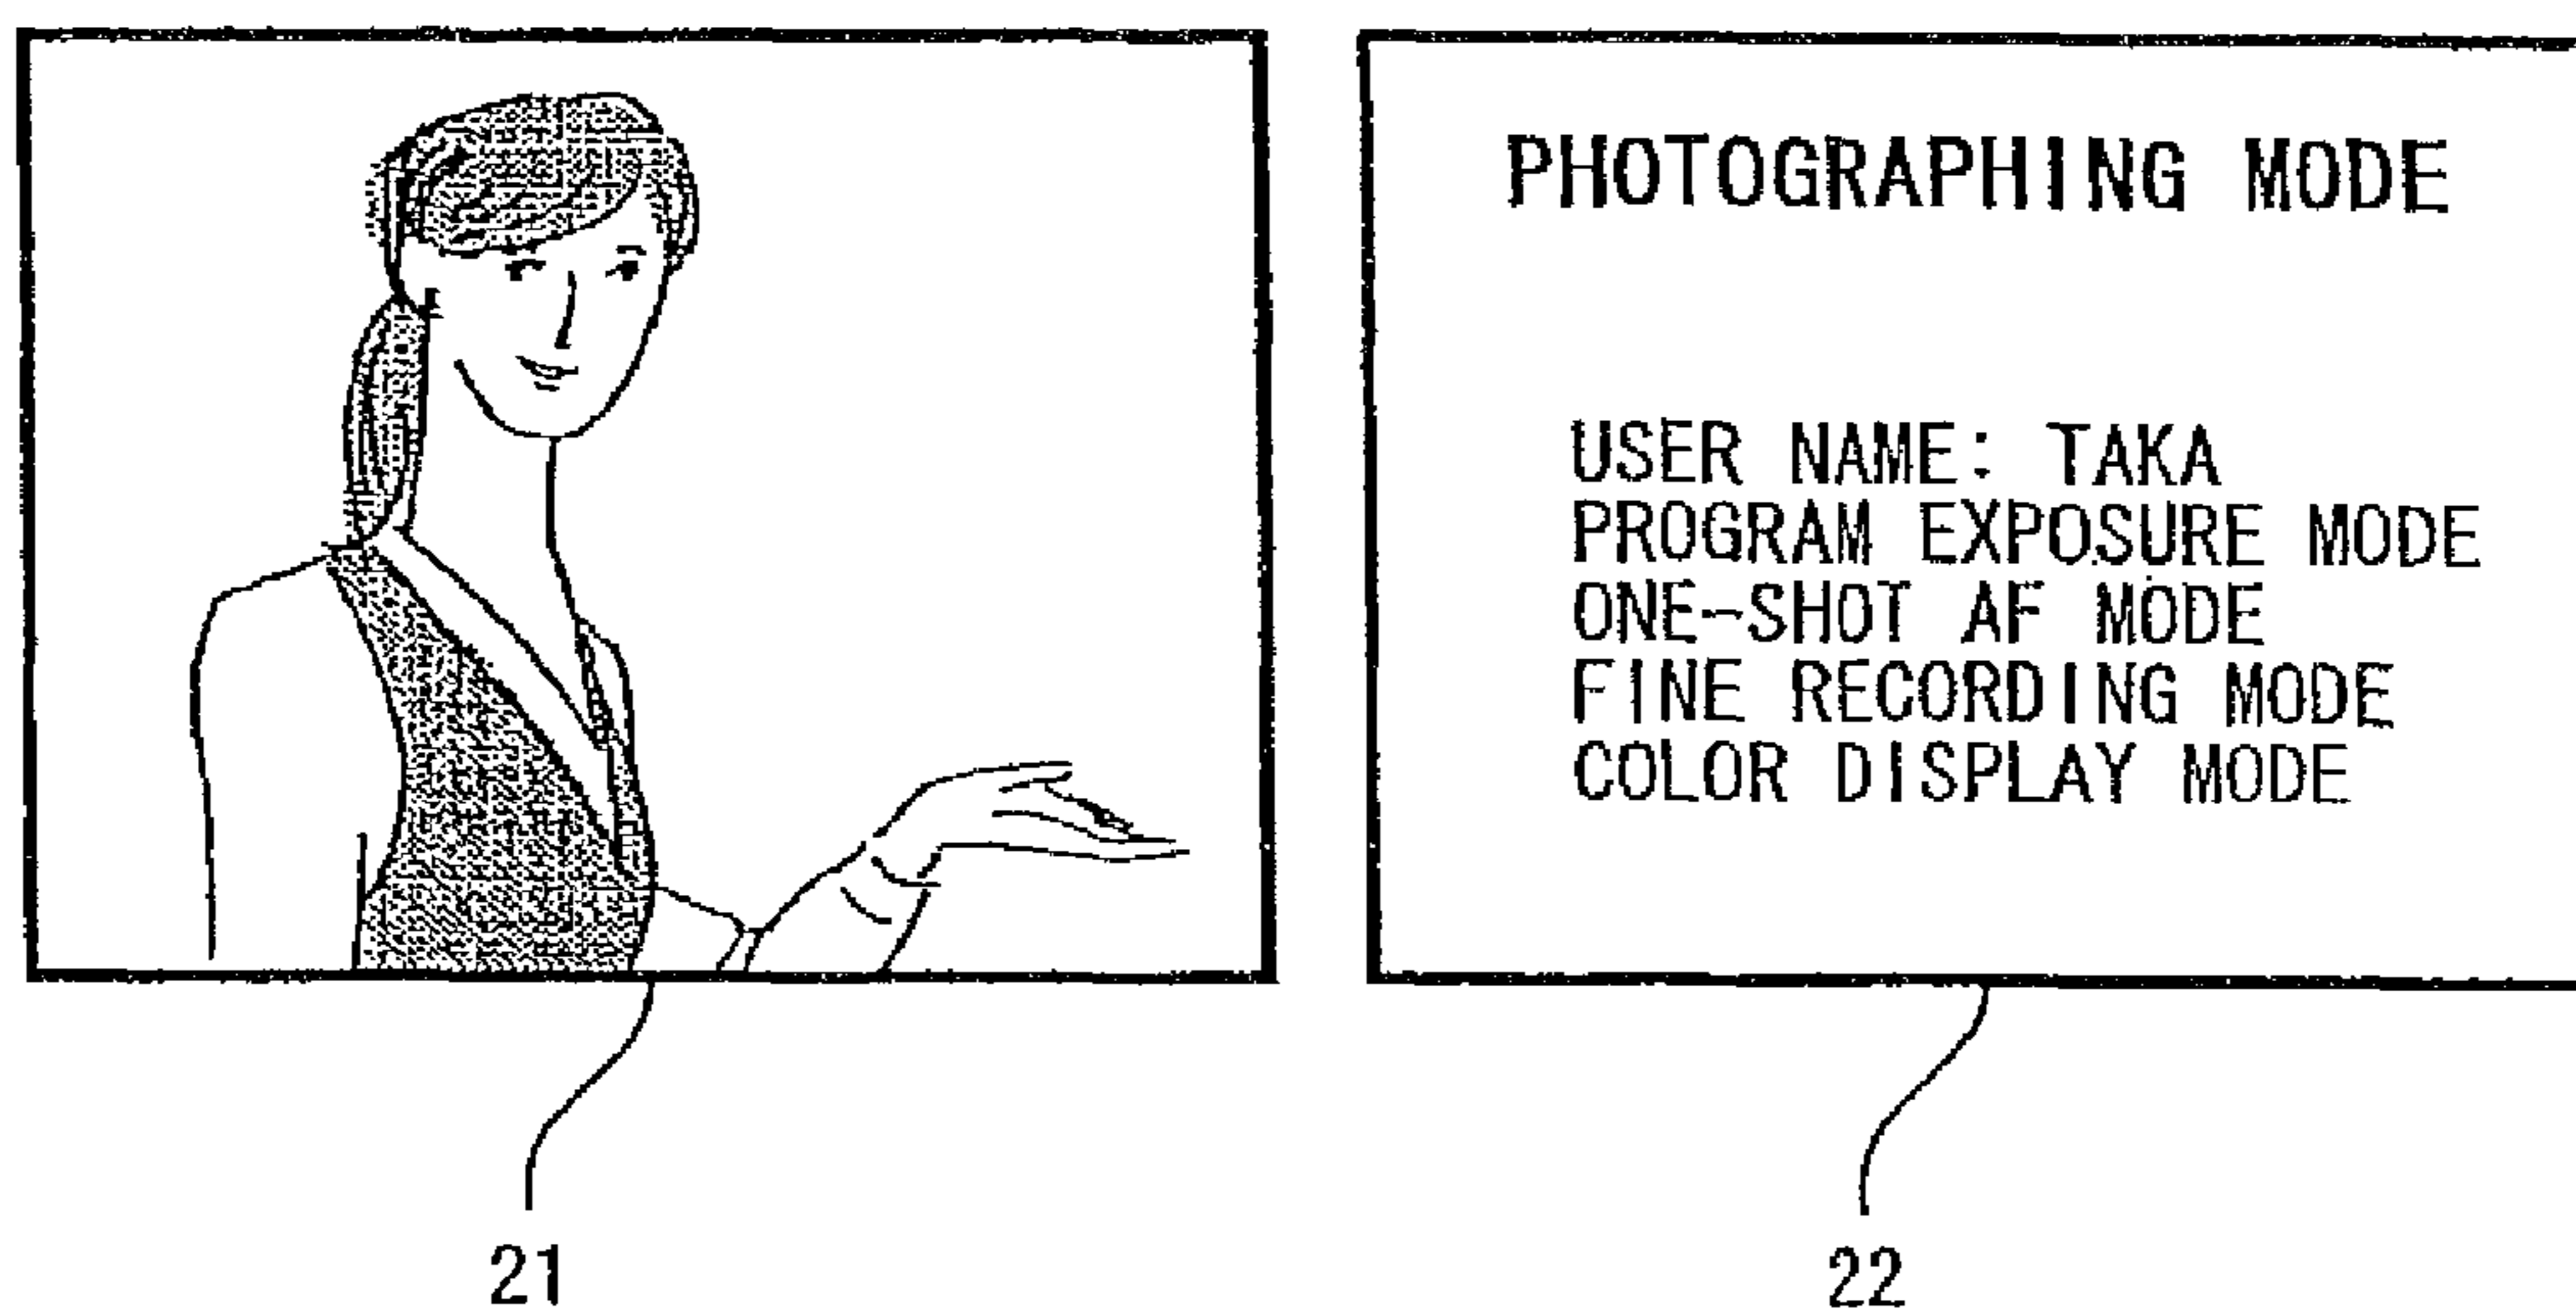 PHOTOGRAPHING MODE
USER NAME: TAKA
PROGRAM EXPOSURE MODE
ONE-SHOT AF MODE
FINE RECORDING MODE
COLOR DISPLAY MODE
21
22